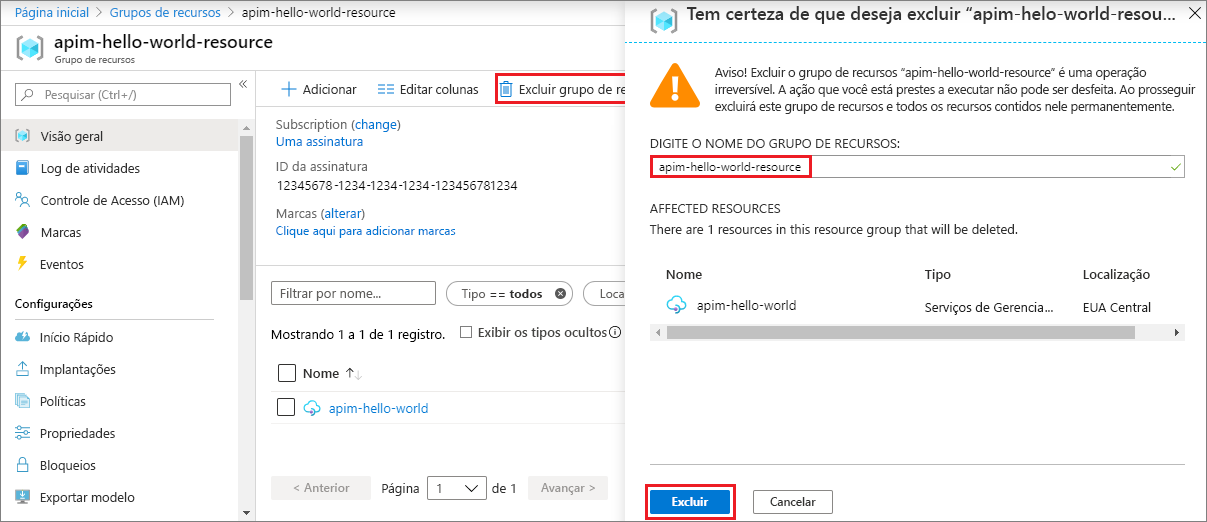 Página inicial > Grupos de recursos > apim-hello-world-resource
apim-hello-world-resource
Grupo de recursos
Pesquisar (Ctrl+/)
«
Visão geral
Log de atividades
Controle de Acesso (IAM)
Marcas
Eventos
Configurações
Início Rápido
Implantações
Políticas
Propriedades
Bloqueios
Exportar modelo
Adicionar
Editar colunas
Excluir grupo de re
Subscription (change)
Uma assinatura
ID da assinatura
12345678-1234-1234-1234-123456781234
Marcas (alterar)
Clique aqui para adicionar marcas
Filtrar por nome...
Tipo == todos
Loca
Mostrando 1 a 1 de 1 registro.
Exibir os tipos ocultos
Nome ↑↓
apim-hello-world
< Anterior
Página
1
de 1
Avançar >
Tem certeza de que deseja excluir “apim-helo-world-resou...
Aviso! Excluir o grupo de recursos “apim-hello-world-resource” é uma operação
irreversível. A ação que você está prestes a executar não pode ser desfeita. Ao prosseguir
excluirá este grupo de recursos e todos os recursos contidos nele permanentemente.
DIGITE O NOME DO GRUPO DE RECURSOS:
apim-hello-world-resource
AFFECTED RESOURCES
There are 1 resources in this resource group that will be deleted.
Nome Tipo Localização
apim-hello-world Serviços de Gerencia... EUA Central
Excluir
Cancelar